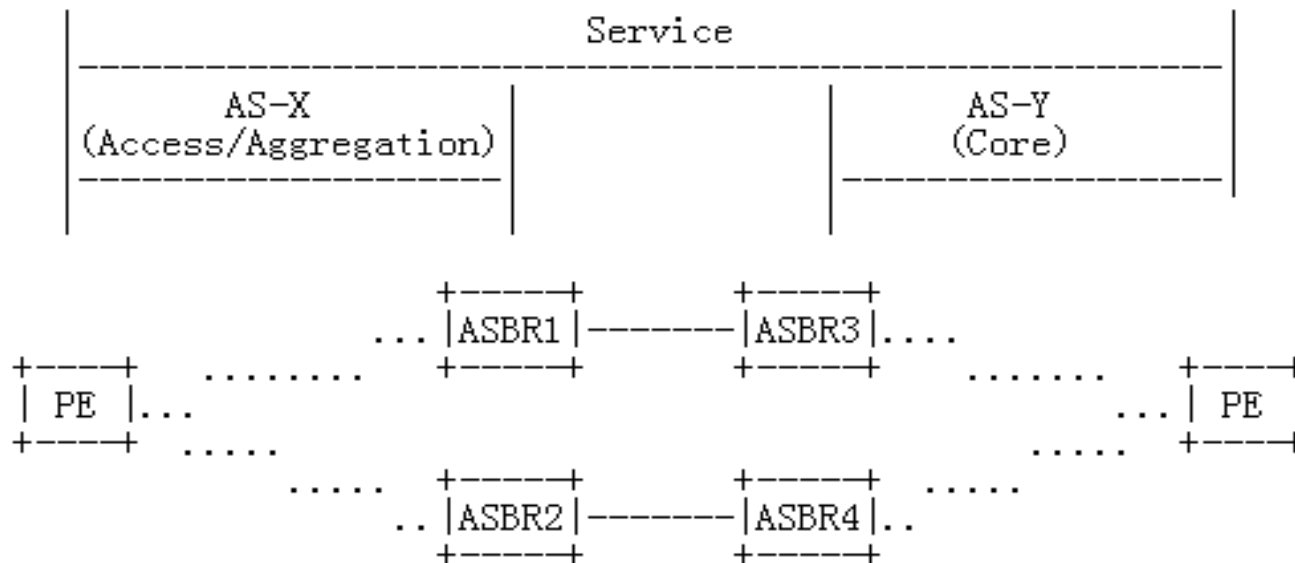 Service
AS-X AS-Y
(Access/Aggregation) (Core)
ASBR1 ASBR3
PE PE
ASBR2 ASBR4